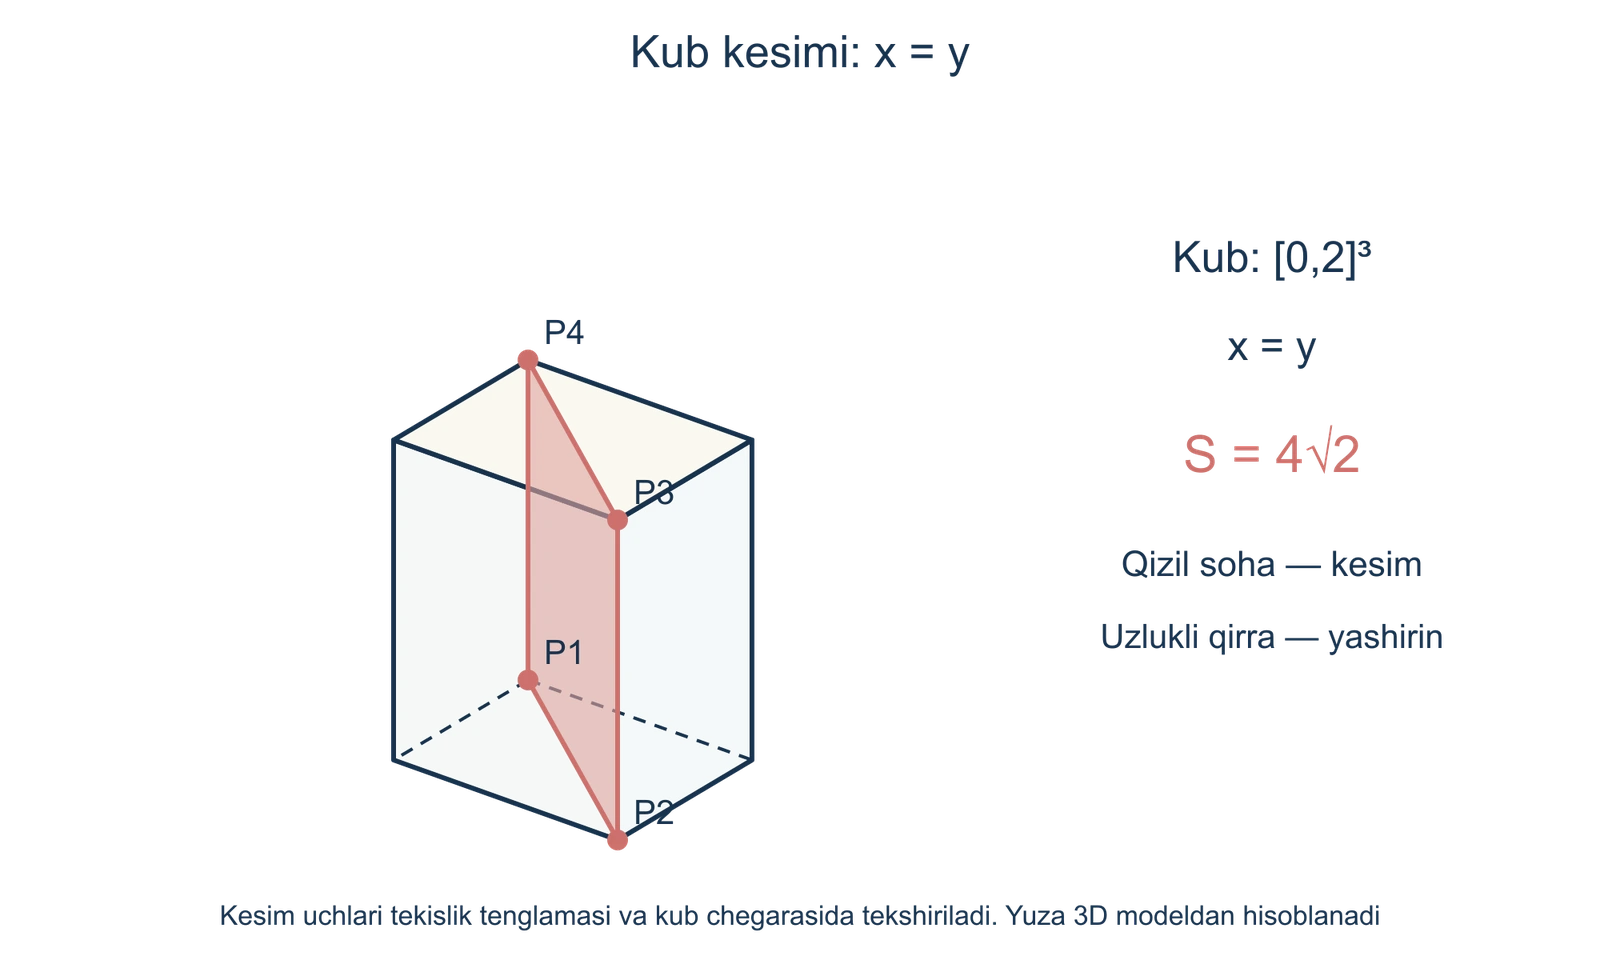 Kub kesimi: x = y
Kub: [0,2]³
x = y
S = 4√2
Qizil soha — kesim
Uzlukli qirra — yashirin
P4
P3
P1
P2
Kesim uchlari tekislik tenglamasi va kub chegarasida tekshiriladi. Yuza 3D modeldan hisoblanadi